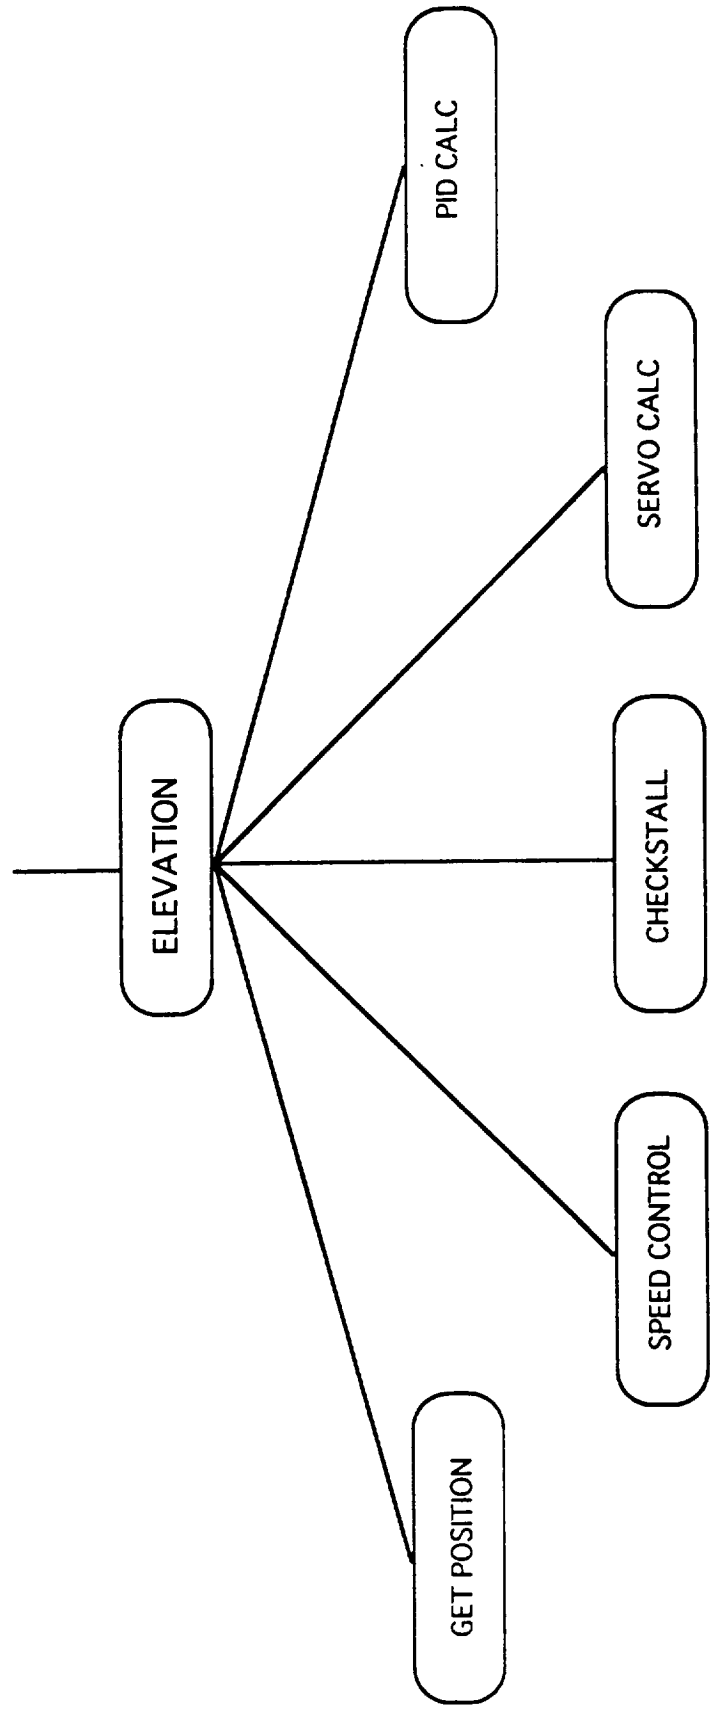 ELEVATION
GET POSITION
SPEED CONTROL
CHECKSTALL
SERVO CALC
PID CALC